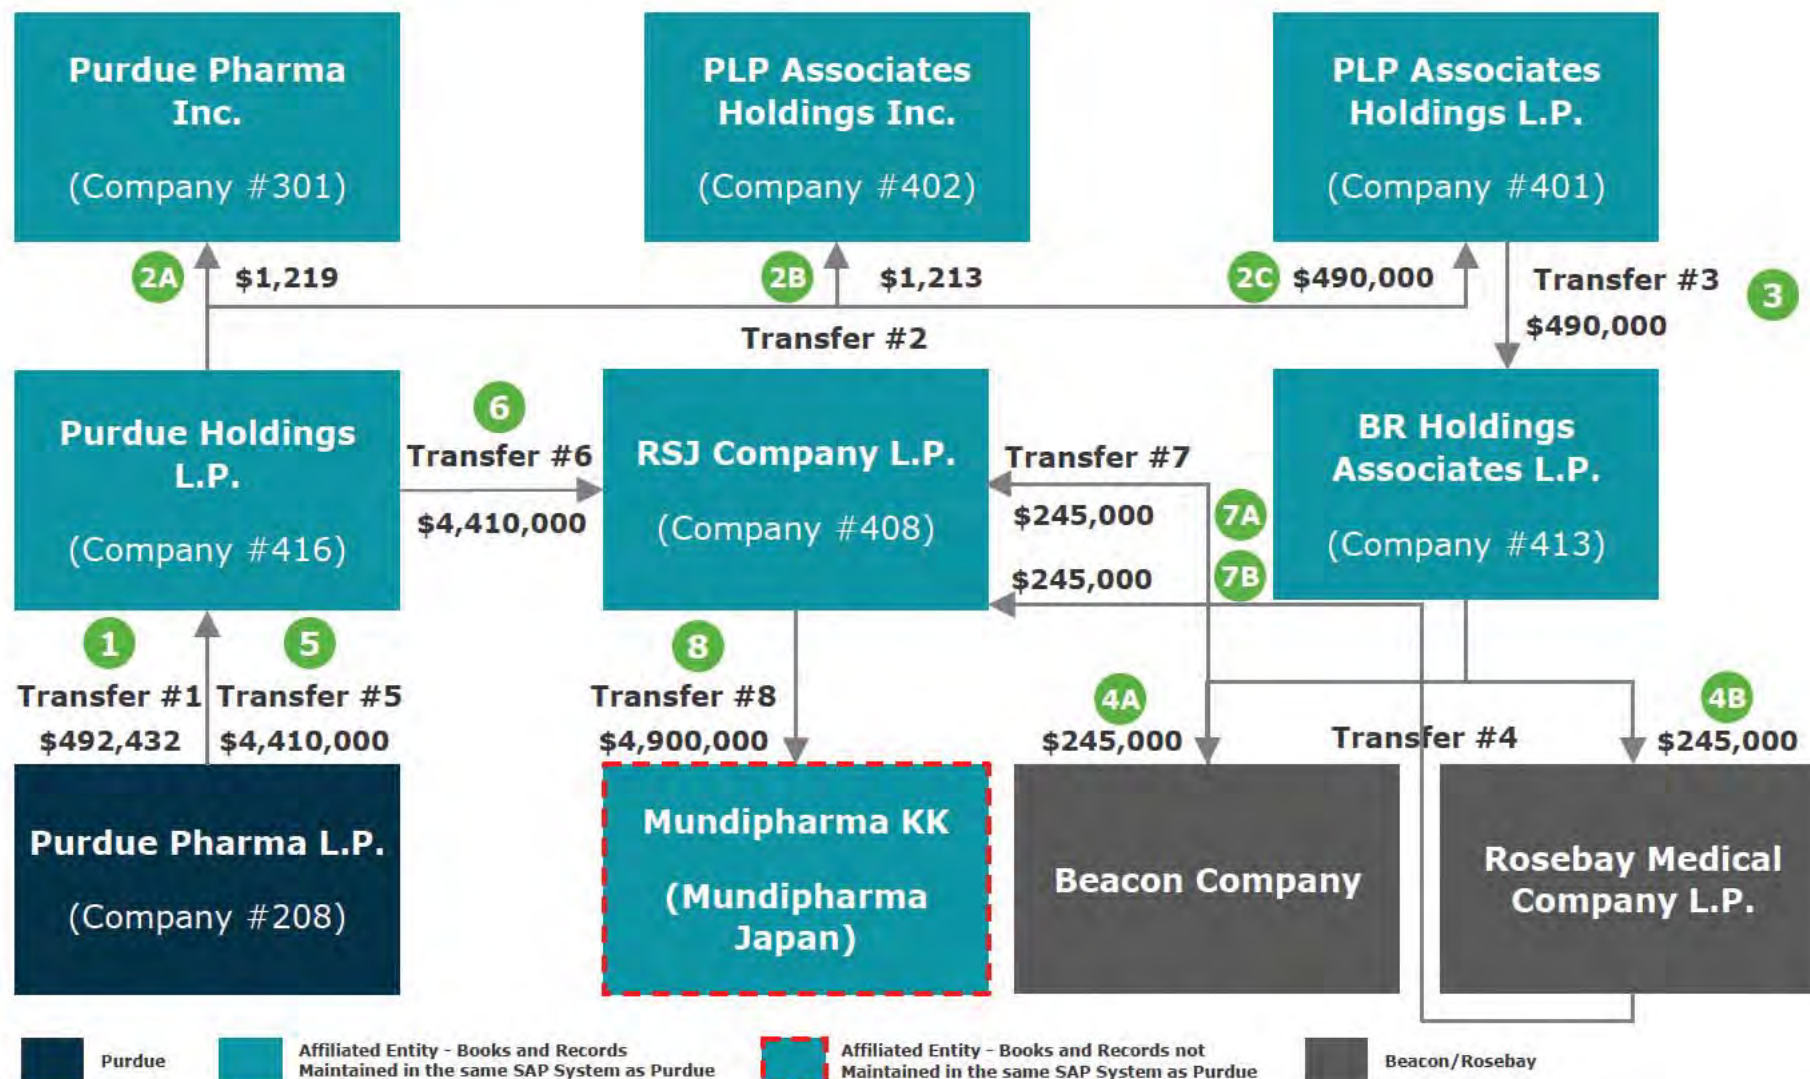 Purdue Pharma
Inc.
(Company #301)
PLP Associates
Holdings Inc.
(Company #402)
PLP Associates
Holdings L.P.
(Company #401)
2A $1,219
2B $1,213
2C $490,000
Transfer #3
3
$490,000
Transfer #2
Purdue Holdings
L.P.
(Company #416)
6
Transfer #6
$4,410,000
RSJ Company L.P.
(Company #408)
Transfer #7
$245,000 7A
$245,000 7B
BR Holdings
Associates L.P.
(Company #413)
1
Transfer #1
$492,432
5
Transfer #5
$4,410,000
8
Transfer #8
$4,900,000
4A
$245,000
Transfer #4
4B
$245,000
Purdue Pharma L.P.
(Company #208)
Mundipharma KK
(Mundipharma
Japan)
Beacon Company
Rosebay Medical
Company L.P.
Purdue
Affiliated Entity - Books and Records
Maintained in the same SAP System as Purdue
Affiliated Entity - Books and Records not
Maintained in the same SAP System as Purdue
Beacon/Rosebay